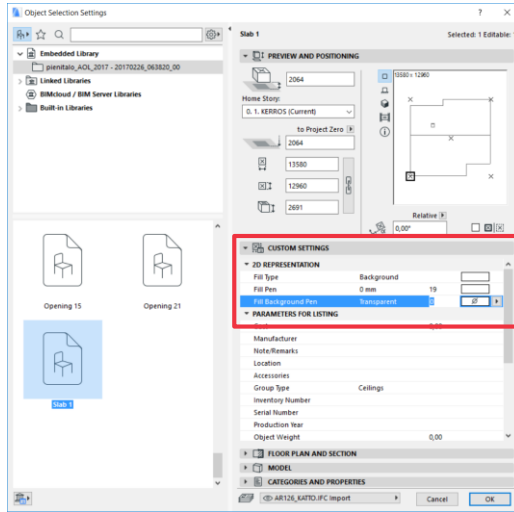 Object Selection Settings
? X
Embedded Library
pienitalo_AOL_2017 - 20170226_063820_00
Linked Libraries
BIMcloud / BIM Server Libraries
Built-in Libraries
Opening 15
Opening 21
Slab 1
Slab 1
Selected: 1 Editable:
PREVIEW AND POSITIONING
2064
Home Story:
0. 1. KERROS (Current)
to Project Zero
2064
13580
12960
2691
13580 x 12960
Relative
0,00°
CUSTOM SETTINGS
2D REPRESENTATION
Fill Type Background
Fill Pen 0 mm 19
Fill Background Pen Transparent
PARAMETERS FOR LISTING
0,00
Manufacturer
Note/Remarks
Location
Accessories
Group Type Ceilings
Inventory Number
Serial Number
Production Year
Object Weight 0,00
FLOOR PLAN AND SECTION
MODEL
CATEGORIES AND PROPERTIES
AR126_KATTO.IFC Import
Cancel
OK